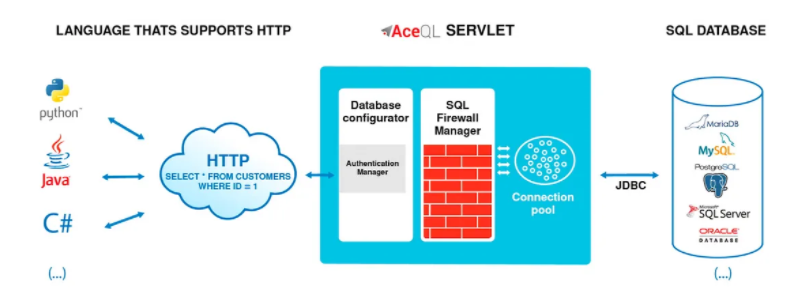 LANGUAGE THATS SUPPORTS HTTP
AceQL SERVLET
SQL DATABASE
python
Java
C#
(...)
HTTP
SELECT * FROM CUSTOMERS
WHERE ID = 1
Database
configurator
Authentication
Manager
SQL
Firewall
Manager
Connection
pool
JDBC
MariaDB
MySQL
PostgreSQL
Microsoft
SQL Server
ORACLE
DATABASE
(...)